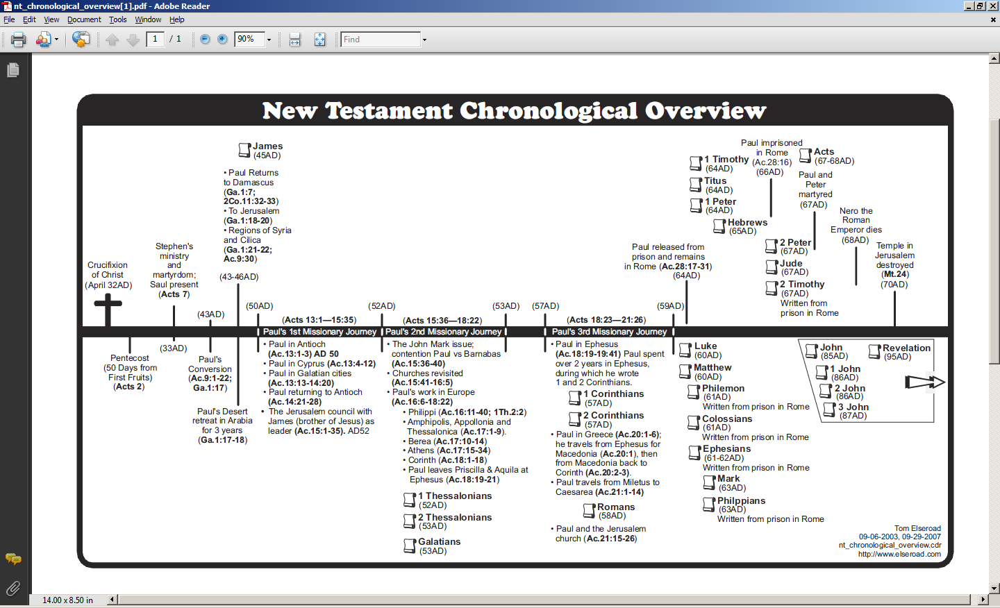 nt_chronological_overview[1].pdf - Adobe Reader
File Edit View Document Tools Window Help
1 / 1 90% Find
New Testament Chronological Overview
James
(45AD)
• Paul Returns
to Damascus
(Ga.1:7;
2Co.11:32-33)
• To Jerusalem
(Ga.1:18-20)
• Regions of Syria
and Cilica
(Ga.1:21-22;
Ac.9:30)
(43-46AD)
Crucifixion
of Christ
(April 32AD)
Stephen's
ministry
and
martyrdom;
Saul present
(Acts 7)
(33AD)
(43AD)
Pentecost
(50 Days from
First Fruits)
(Acts 2)
Paul's
Conversion
(Ac.9:1-22;
Ga.1:17)
Paul's Desert
retreat in Arabia
for 3 years
(Ga.1:17-18)
(50AD)
(Acts 13:1—15:35)
Paul's 1st Missionary Journey
• Paul in Antioch
(Ac.13:1-3) AD 50
• Paul in Cyprus (Ac.13:4-12)
• Paul in Galatian cities
(Ac.13:13-14:20)
• Paul returning to Antioch
(Ac.14:21-28)
• The Jerusalem council with
James (brother of Jesus) as
leader (Ac.15:1-35). AD52
(52AD)
(Acts 15:36—18:22)
Paul's 2nd Missionary Journey
• The John Mark issue;
contention Paul vs Barnabas
(Ac.15:36-40)
• Churches revisited
(Ac.15:41-16:5)
• Paul's work in Europe
(Ac.16:6-18:22)
• Philippi (Ac.16:11-40; 1Th.2:2)
• Amphipolis, Appollonia and
Thessalonica (Ac.17:1-9).
• Berea (Ac.17:10-14)
• Athens (Ac.17:15-34)
• Corinth (Ac.18:1-18)
• Paul leaves Priscilla & Aquila at
Ephesus (Ac.18:19-21)
1 Thessalonians
(52AD)
2 Thessalonians
(53AD)
Galatians
(53AD)
(53AD)
(57AD)
(Acts 18:23—21:26)
Paul's 3rd Missionary Journey
• Paul in Ephesus
(Ac.18:19-19:41) Paul spent
over 2 years in Ephesus,
during which he wrote
1 and 2 Corinthians.
1 Corinthians
(57AD)
2 Corinthians
(57AD)
• Paul in Greece (Ac.20:1-6);
he travels from Ephesus for
Macedonia (Ac.20:1), then
from Macedonia back to
Corinth (Ac.20:2-3).
• Paul travels from Miletus to
Caesarea (Ac.21:1-14)
Romans
(58AD)
• Paul and the Jerusalem
church (Ac.21:15-26)
(59AD)
Paul released from
prison and remains
in Rome (Ac.28:17-31)
(64AD)
1 Timothy
(64AD)
Titus
(64AD)
1 Peter
(64AD)
Hebrews
(65AD)
Paul imprisoned
in Rome
(Ac.28:16)
(66AD)
Acts
(67-68AD)
Paul and
Peter
martyred
(67AD)
2 Peter
(67AD)
Jude
(67AD)
2 Timothy
(67AD)
Written from
prison in Rome
Nero the
Roman
Emperor dies
(68AD)
Temple in
Jerusalem
destroyed
(Mt.24)
(70AD)
Luke
(60AD)
Matthew
(60AD)
Philemon
(61AD)
Written from prison in Rome
Colossians
(61AD)
Written from prison in Rome
Ephesians
(61-62AD)
Written from prison in Rome
Mark
(63AD)
Philppians
(63AD)
Written from prison in Rome
John
(85AD)
Revelation
(95AD)
1 John
(86AD)
2 John
(86AD)
3 John
(87AD)
Tom Elseroad
09-06-2003, 09-29-2007
nt_chronological_overview.cdr
http://www.elseroad.com
14.00 x 8.50 in